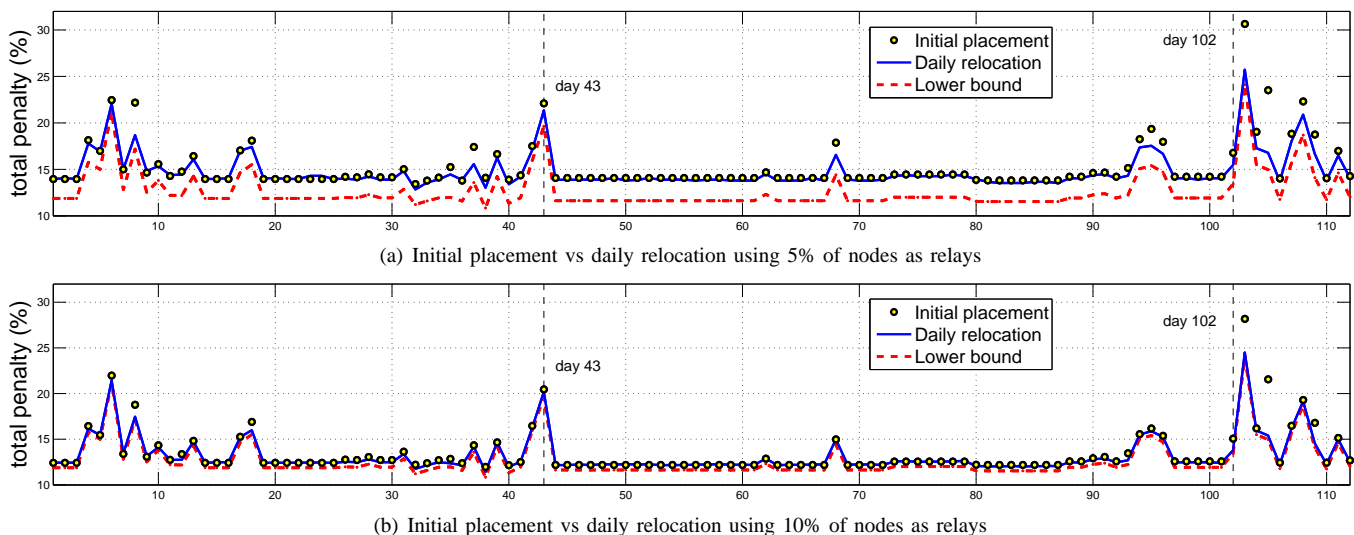 total penalty (%)
30
25
20
15
10
day 43
day 102
Initial placement
Daily relocation
Lower bound
10 20 30 40 50 60 70 80 90 100 110
(a) Initial placement vs daily relocation using 5% of nodes as relays
total penalty (%)
30
25
20
15
10
day 43
day 102
Initial placement
Daily relocation
Lower bound
10 20 30 40 50 60 70 80 90 100 110
(b) Initial placement vs daily relocation using 10% of nodes as relays